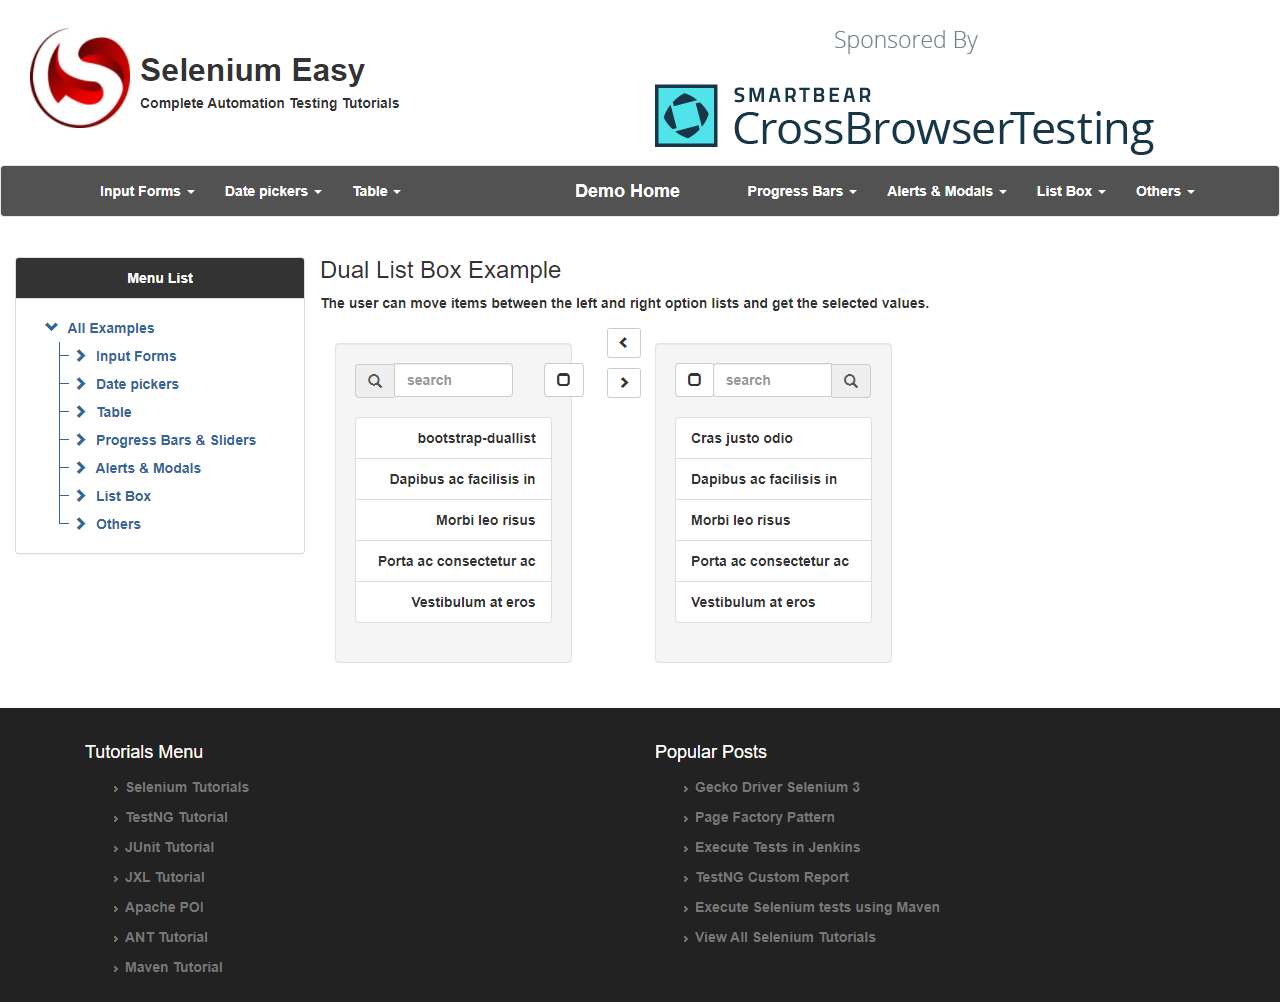 Sponsored By
Selenium Easy
Complete Automation Testing Tutorials
SMARTBEAR
CrossBrowserTesting
Input Forms Date pickers Table Demo Home Progress Bars Alerts & Modals List Box Others
Menu List
All Examples
Input Forms
Date pickers
Table
Progress Bars & Sliders
Alerts & Modals
List Box
Others
Dual List Box Example
The user can move items between the left and right option lists and get the selected values.
search
bootstrap-duallist
Dapibus ac facilisis in
Morbi leo risus
Porta ac consectetur ac
Vestibulum at eros
search
Cras justo odio
Dapibus ac facilisis in
Morbi leo risus
Porta ac consectetur ac
Vestibulum at eros
Tutorials Menu
Selenium Tutorials
TestNG Tutorial
JUnit Tutorial
JXL Tutorial
Apache POI
ANT Tutorial
Maven Tutorial
Popular Posts
Gecko Driver Selenium 3
Page Factory Pattern
Execute Tests in Jenkins
TestNG Custom Report
Execute Selenium tests using Maven
View All Selenium Tutorials